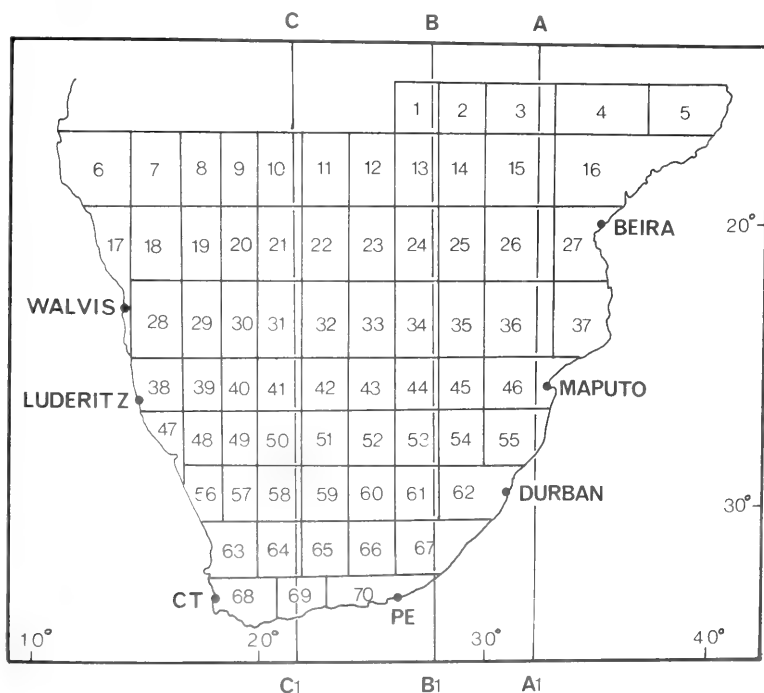 C B A
1 2 3 4 5
6 7 8 9 10 11 12 13 14 15 16
17 18 19 20 21 22 23 24 25 26 27 BEIRA 20°
WALVIS 28 29 30 31 32 33 34 35 36 37
LUDERITZ 38 39 40 41 42 43 44 45 46 MAPUTO
47 48 49 50 51 52 53 54 55
56 57 58 59 60 61 62 DURBAN 30°
63 64 65 66 67
CT 68 69 70 PE
10° 20° 30° 40°
C1 B1 A1